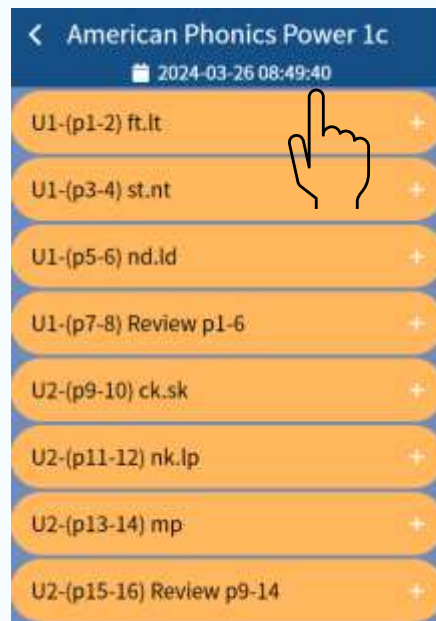 American Phonics Power 1c
2024-03-26 08:49:40
U1-(p1-2) ft.lt
U1-(p3-4) st.nt
U1-(p5-6) nd.ld
U1-(p7-8) Review p1-6
U2-(p9-10) ck.sk
U2-(p11-12) nk.lp
U2-(p13-14) mp
U2-(p15-16) Review p9-14